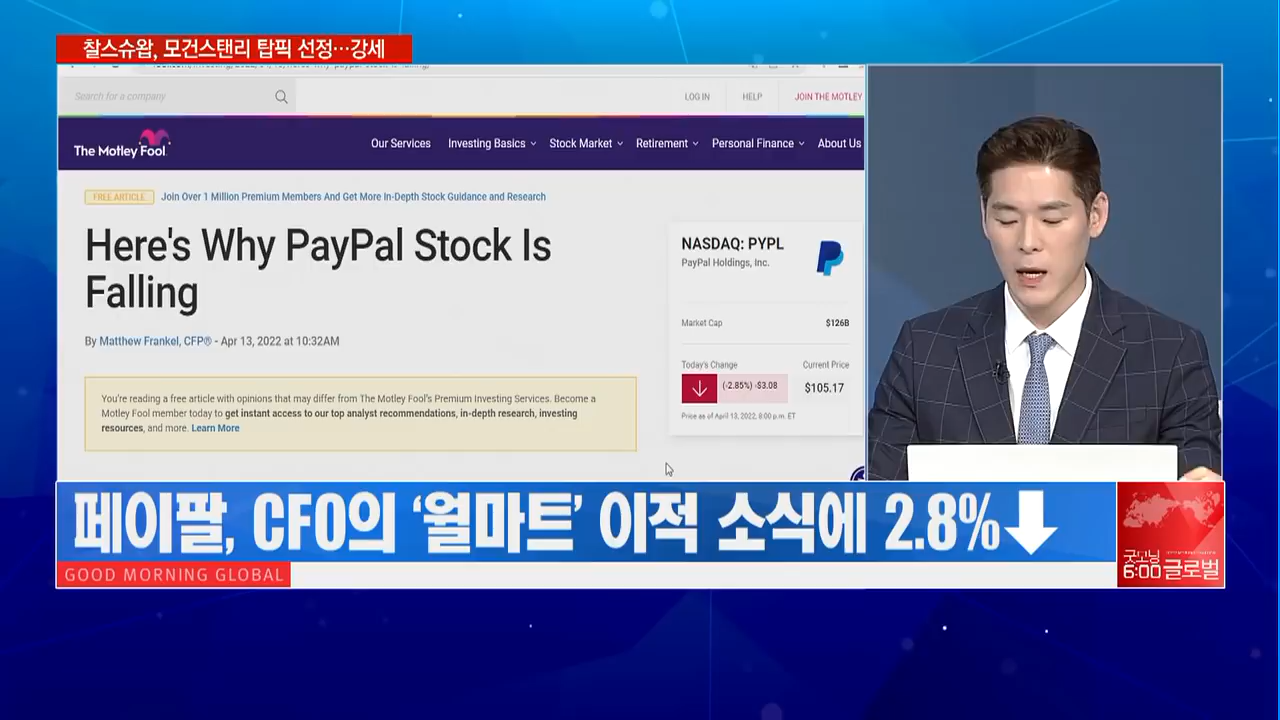 찰스슈왑, 모건스탠리 탑픽 선정…강세
Search for a company
LOG IN
HELP
JOIN THE MOTLEY
The Motley Fool.
Our Services
Investing Basics
Stock Market
Retirement
Personal Finance
About Us
FREE ARTICLE
Join Over 1 Million Premium Members And Get More In-Depth Stock Guidance and Research
Here's Why PayPal Stock Is
Falling
By Matthew Frankel, CFP® - Apr 13, 2022 at 10:32AM
You're reading a free article with opinions that may differ from The Motley Fool's Premium Investing Services. Become a
Motley Fool member today to get instant access to our top analyst recommendations, in-depth research, investing
resources, and more. Learn More
NASDAQ: PYPL
PayPal Holdings, Inc.
Market Cap
$126B
Today's Change
Current Price
(-2.85%) -$3.08
$105.17
Price as of April 13, 2022, 8:00 p.m. ET
페이팔, CFO의 ‘월마트’ 이적 소식에 2.8%
GOOD MORNING GLOBAL
굿모닝
6:00 글로벌